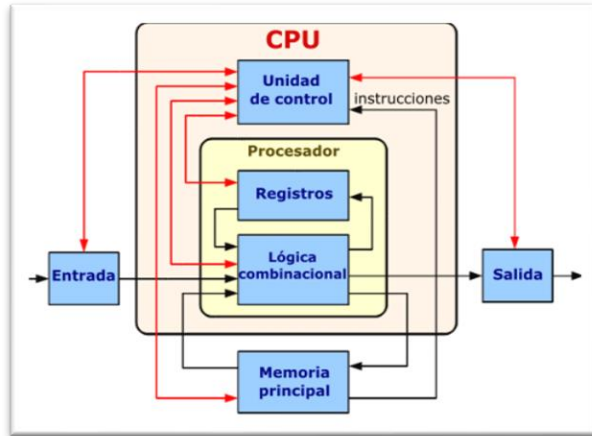 CPU
Unidad
de control
instrucciones
Procesador
Registros
Lógica
combinacional
Entrada
Salida
Memoria
principal